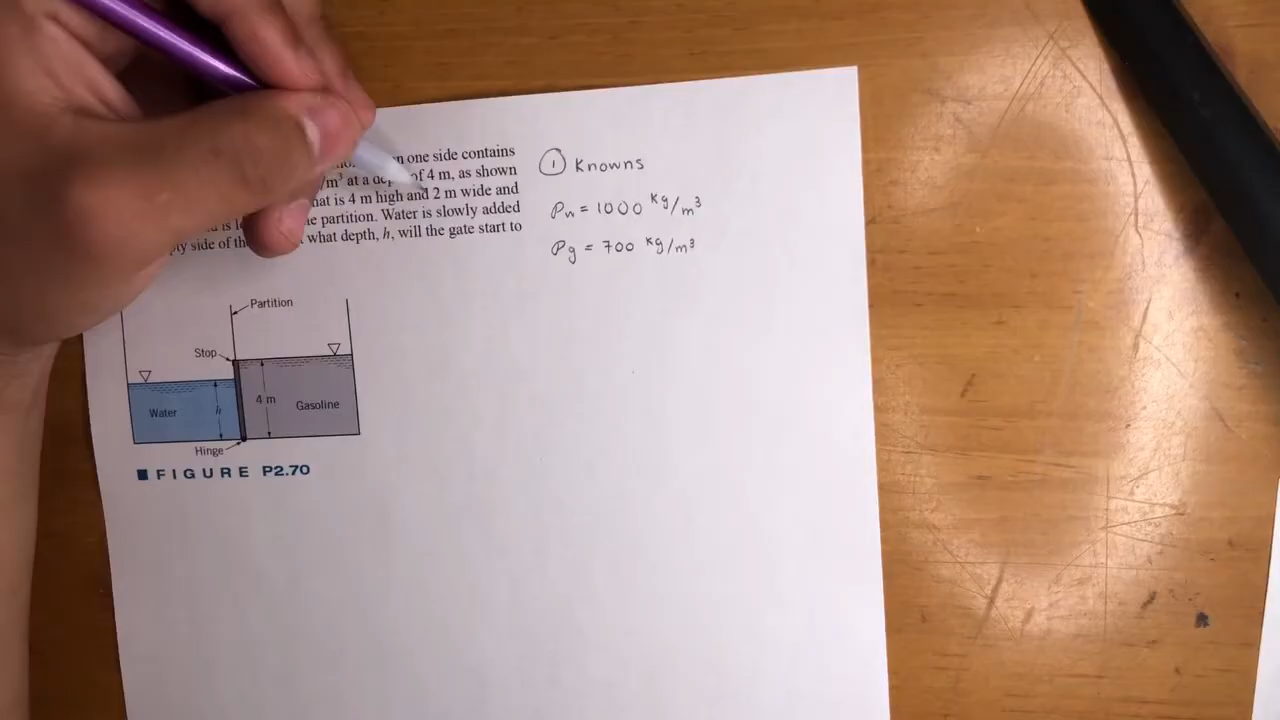 n one side contains
/m³ at a of 4 m, as shown
hat is 4 m high and 2 m wide and
is partition. Water is slowly added
side of th what depth, h, will the gate start to
① Knowns
ρw = 1000 kg/m³
ρg = 700 kg/m³
Partition
Stop
Water
h
4 m
Gasoline
Hinge
■ FIGURE P2.70